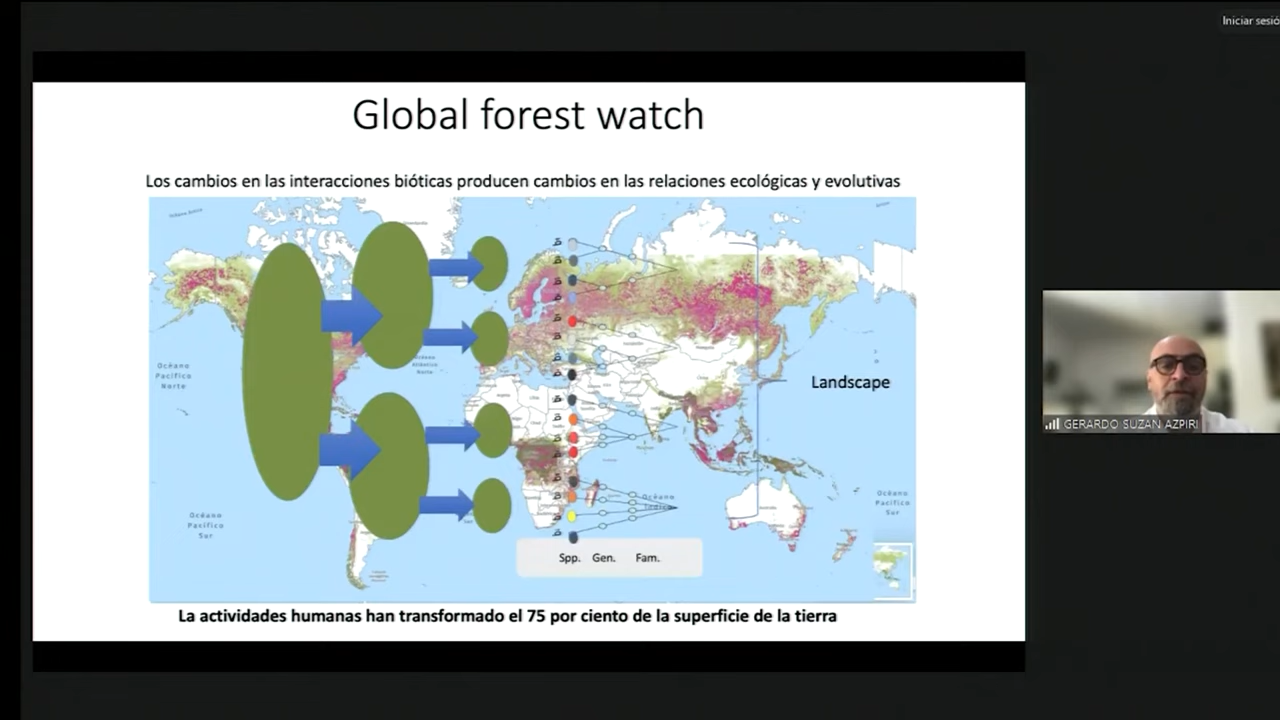 Iniciar sesió
Global forest watch
Los cambios en las interacciones bióticas producen cambios en las relaciones ecológicas y evolutivas
Océano
Pacífico
Norte
Océano
Atlántico
Norte
Landscape
GERARDO SUZAN AZPIRI
Océano
Pacífico
Sur
Océano
Índico
Océano
Pacífico
Sur
Spp. Gen. Fam.
La actividades humanas han transformado el 75 por ciento de la superficie de la tierra